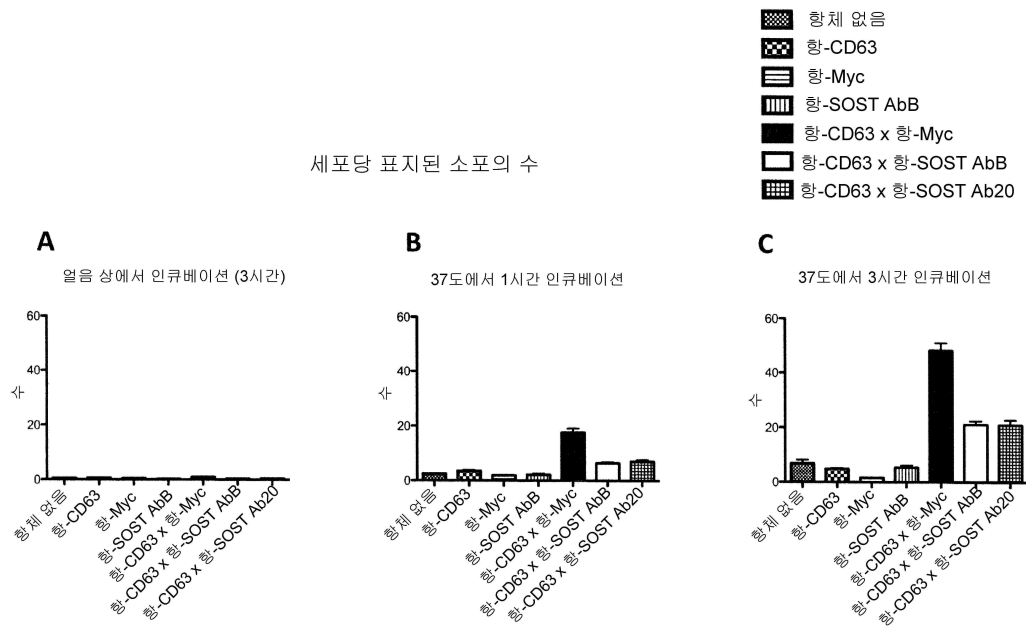 항체 없음
항-CD63
항-Myc
항-SOST AbB
항-CD63 x 항-Myc
항-CD63 x 항-SOST AbB
항-CD63 x 항-SOST Ab20
세포당 표지된 소포의 수
A
얼음 상에서 인큐베이션 (3시간)
60
40
20
0
수
항체 없음
항-CD63
항-Myc
항-SOST AbB
항-CD63 x 항-Myc
항-CD63 x 항-SOST AbB
항-CD63 x 항-SOST Ab20
B
37도에서 1시간 인큐베이션
60
40
20
0
수
항체 없음
항-CD63
항-Myc
항-SOST AbB
항-CD63 x 항-Myc
항-CD63 x 항-SOST AbB
항-CD63 x 항-SOST Ab20
C
37도에서 3시간 인큐베이션
60
40
20
0
수
항체 없음
항-CD63
항-Myc
항-SOST AbB
항-CD63 x 항-Myc
항-CD63 x 항-SOST AbB
항-CD63 x 항-SOST Ab20